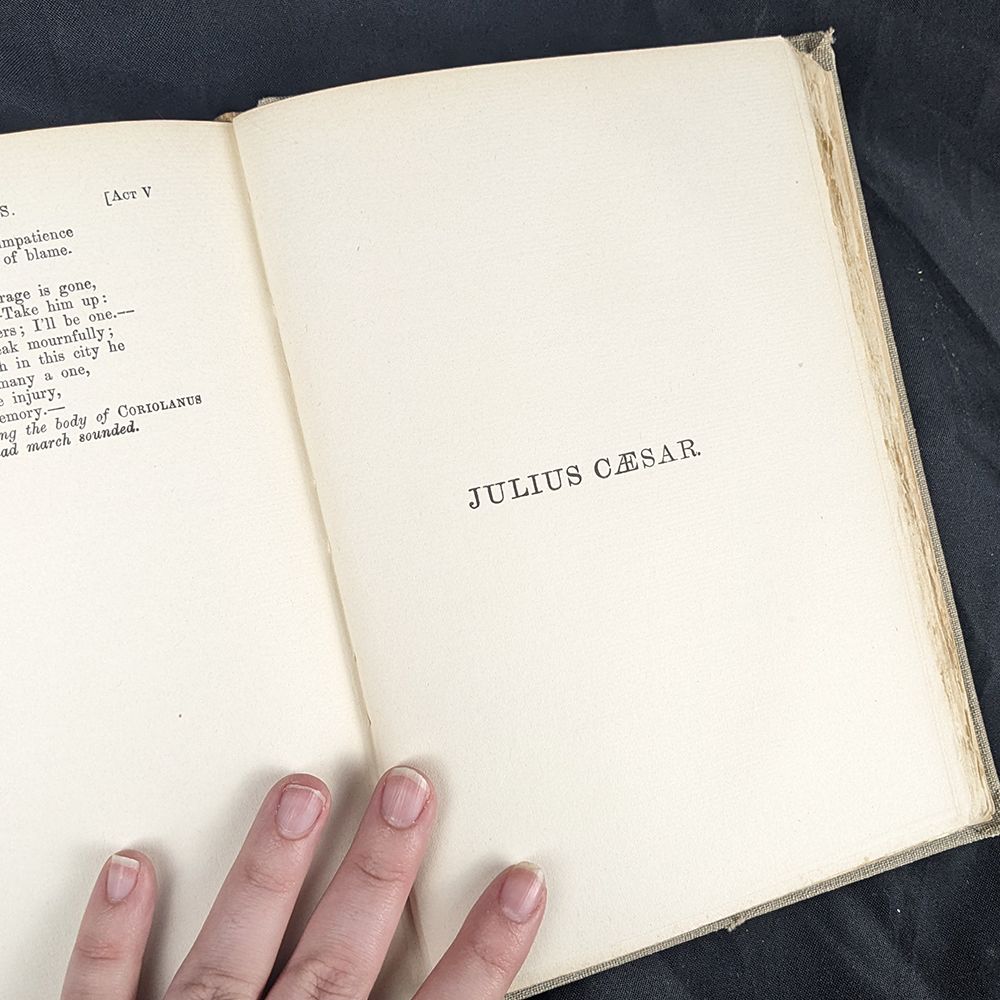 S.
[Act V
mpatience
of blame.
rage is gone,
Take him up:
ers; I'll be one.—
ak mournfully;
h in this city he
many a one,
e injury,
emory.—
ng the body of CORIOLANUS
ad march sounded.
JULIUS CÆSAR.